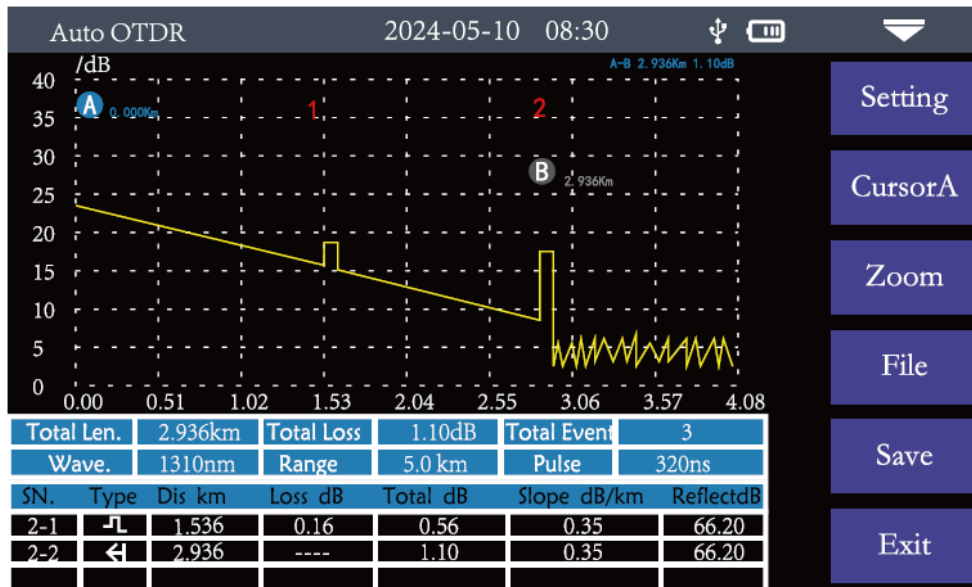 Auto OTDR 2024-05-10 08:30
/dB
A-B 2.936Km 1.10dB
40
A 0.000Km
1
2
35
30
B 2.936Km
25
20
15
10
5
0
0.00 0.51 1.02 1.53 2.04 2.55 3.06 3.57 4.08
Total Len. 2.936km Total Loss 1.10dB Total Event 3
Wave. 1310nm Range 5.0 km Pulse 320ns
SN. Type Dis km Loss dB Total dB Slope dB/km ReflectdB
2-1 1.536 0.16 0.56 0.35 66.20
2-2 2.936 ---- 1.10 0.35 66.20
Setting
CursorA
Zoom
File
Save
Exit